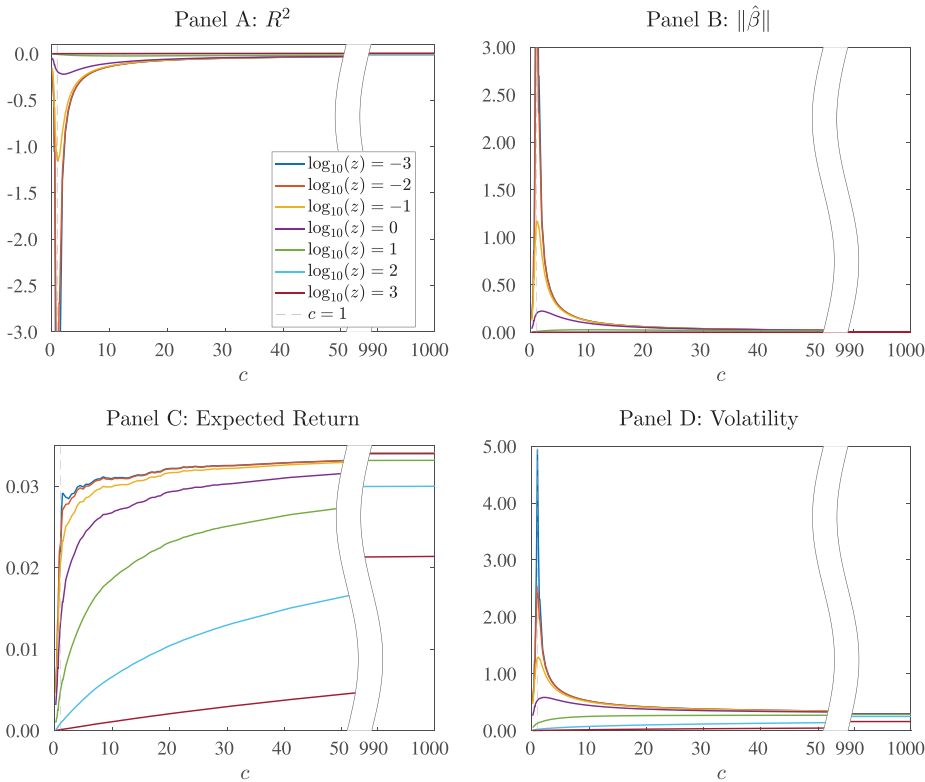 Panel A: R²
0.0
-0.5
-1.0
-1.5
-2.0
-2.5
-3.0
log₁₀(z) = −3
log₁₀(z) = −2
log₁₀(z) = −1
log₁₀(z) = 0
log₁₀(z) = 1
log₁₀(z) = 2
log₁₀(z) = 3
c = 1
0 10 20 30 40 50 990 1000
c
Panel B: ‖β̂‖
3.00
2.50
2.00
1.50
1.00
0.50
0.00
0 10 20 30 40 50 990 1000
c
Panel C: Expected Return
0.03
0.02
0.01
0.00
0 10 20 30 40 50 990 1000
c
Panel D: Volatility
5.00
4.00
3.00
2.00
1.00
0.00
0 10 20 30 40 50 990 1000
c